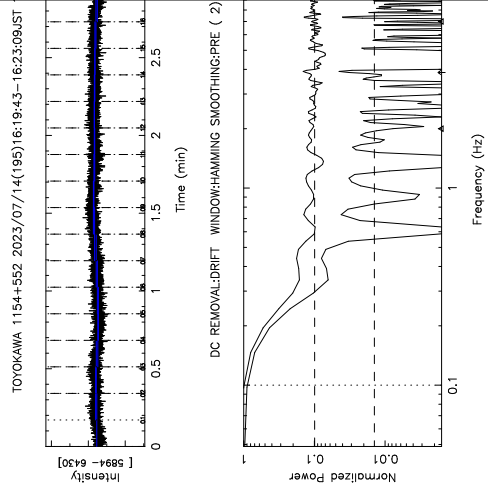 TOYOKAWA 1154+552 2023/07/14(195)16:19:43-16:23:09JST
Intensity
[ 5894- 6430]
0 0.5 1 1.5 2 2.5
Time (min)
DC REMOVAL:DRIFT WINDOW:HAMMING SMOOTHING:PRE ( 2)
Normalized Power
1 0.1 0.01
0.1 1
Frequency (Hz)